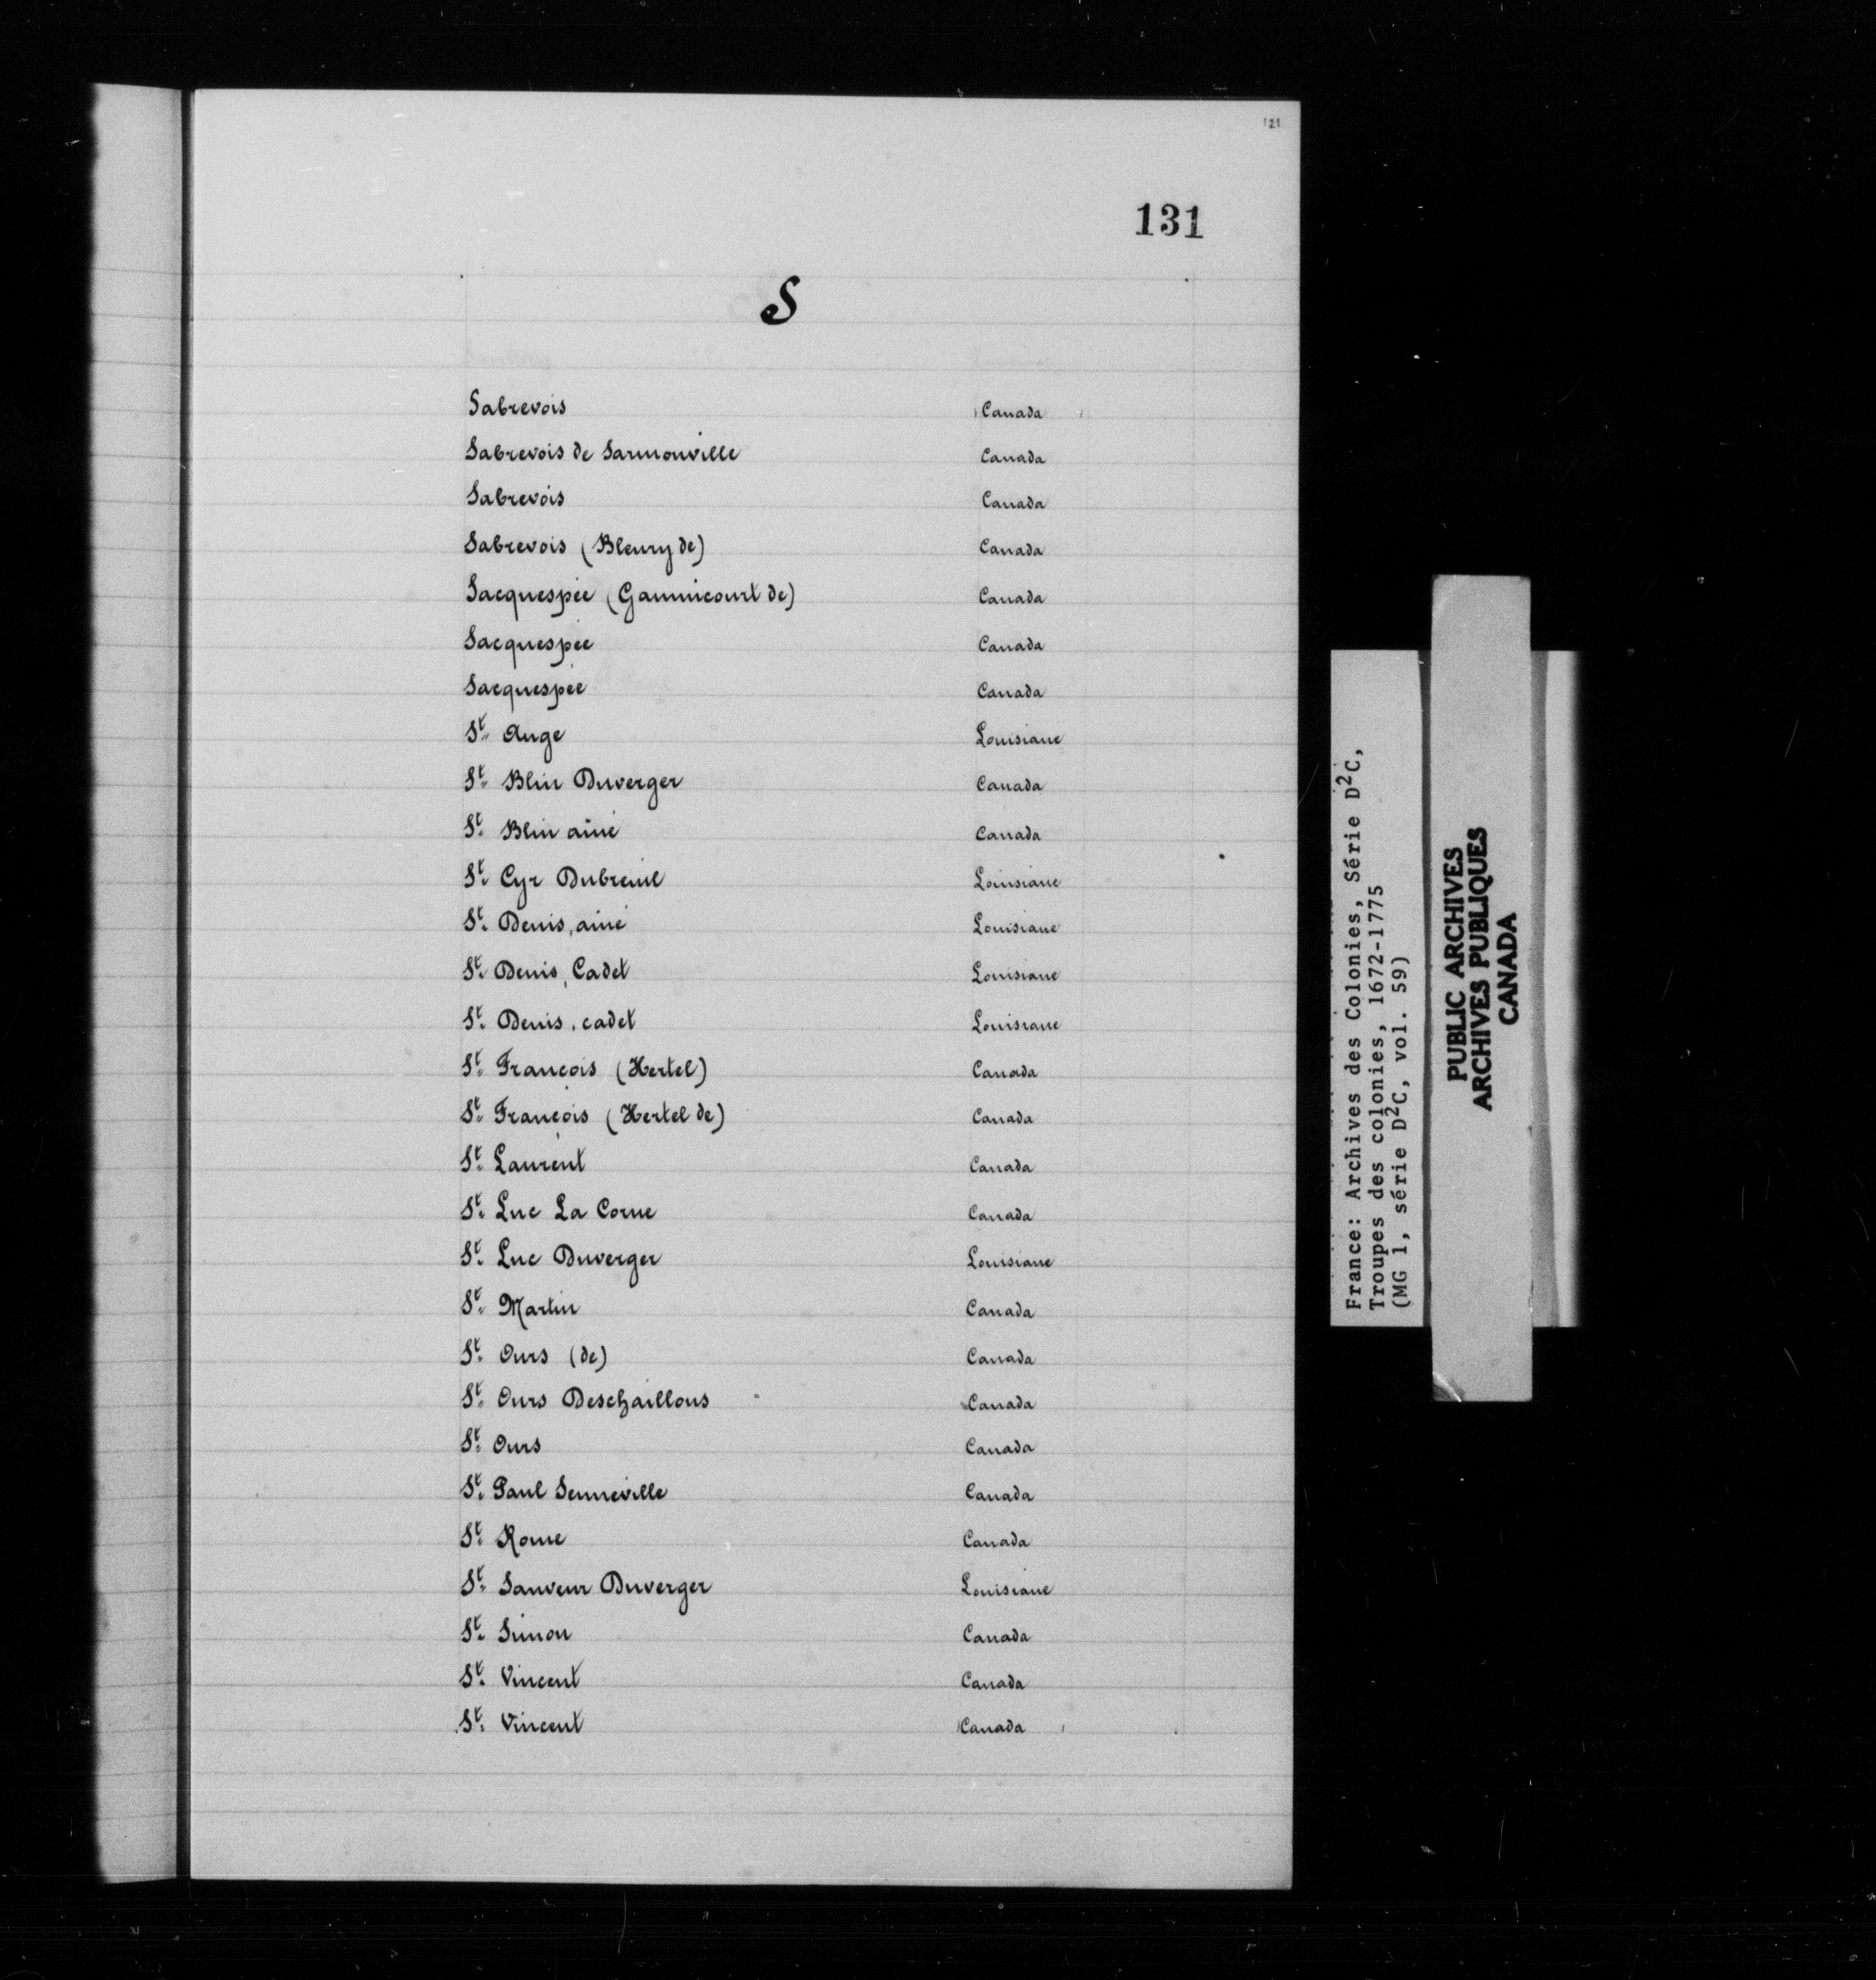 121
131
S
Sabrevois Canada
Sabrevois de Sarmonville Canada
Sabrevois Canada
Sabrevois (Bleury de) Canada
Sacquespée (Gannicourt de) Canada
Sacquespée Canada
Sacquespée Canada
St. Ange Louisiane
St. Blin Duverger Canada
St. Blin ainé Canada
St. Cyr Dubreuil Louisiane
St. Denis, ainé Louisiane
St. Denis, Cadet Louisiane
St. Denis, cadet Louisiane
St. François (Hertel) Canada
St. François (Hertel de) Canada
St. Laurent Canada
St. Luc La Corne Canada
St. Luc Duverger Louisiane
St. Martin Canada
St. Ours (de) Canada
St. Ours Deschaillons Canada
St. Ours Canada
St. Paul Senneville Canada
St. Rome Canada
St. Sauveur Duverger Louisiane
St. Simon Canada
St. Vincent Canada
St. Vincent Canada
France: Archives des Colonies, Série D²C,
Troupes des colonies, 1672-1775
(MG 1, série D²C, vol. 59)
PUBLIC ARCHIVES
ARCHIVES PUBLIQUES
CANADA